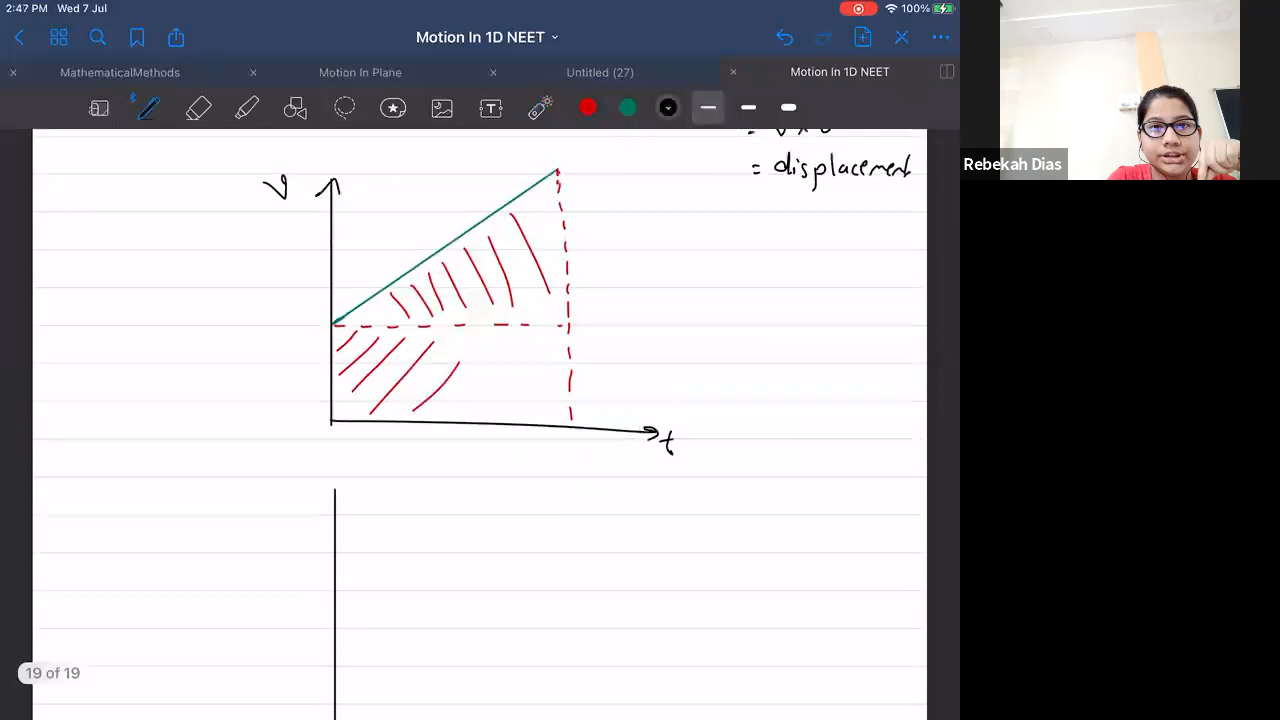 2:47 PM Wed 7 Jul
100%
Motion In 1D NEET
MathematicalMethods
Motion In Plane
Untitled (27)
Motion In 1D NEET
= displacement
v
t
19 of 19
Rebekah Dias